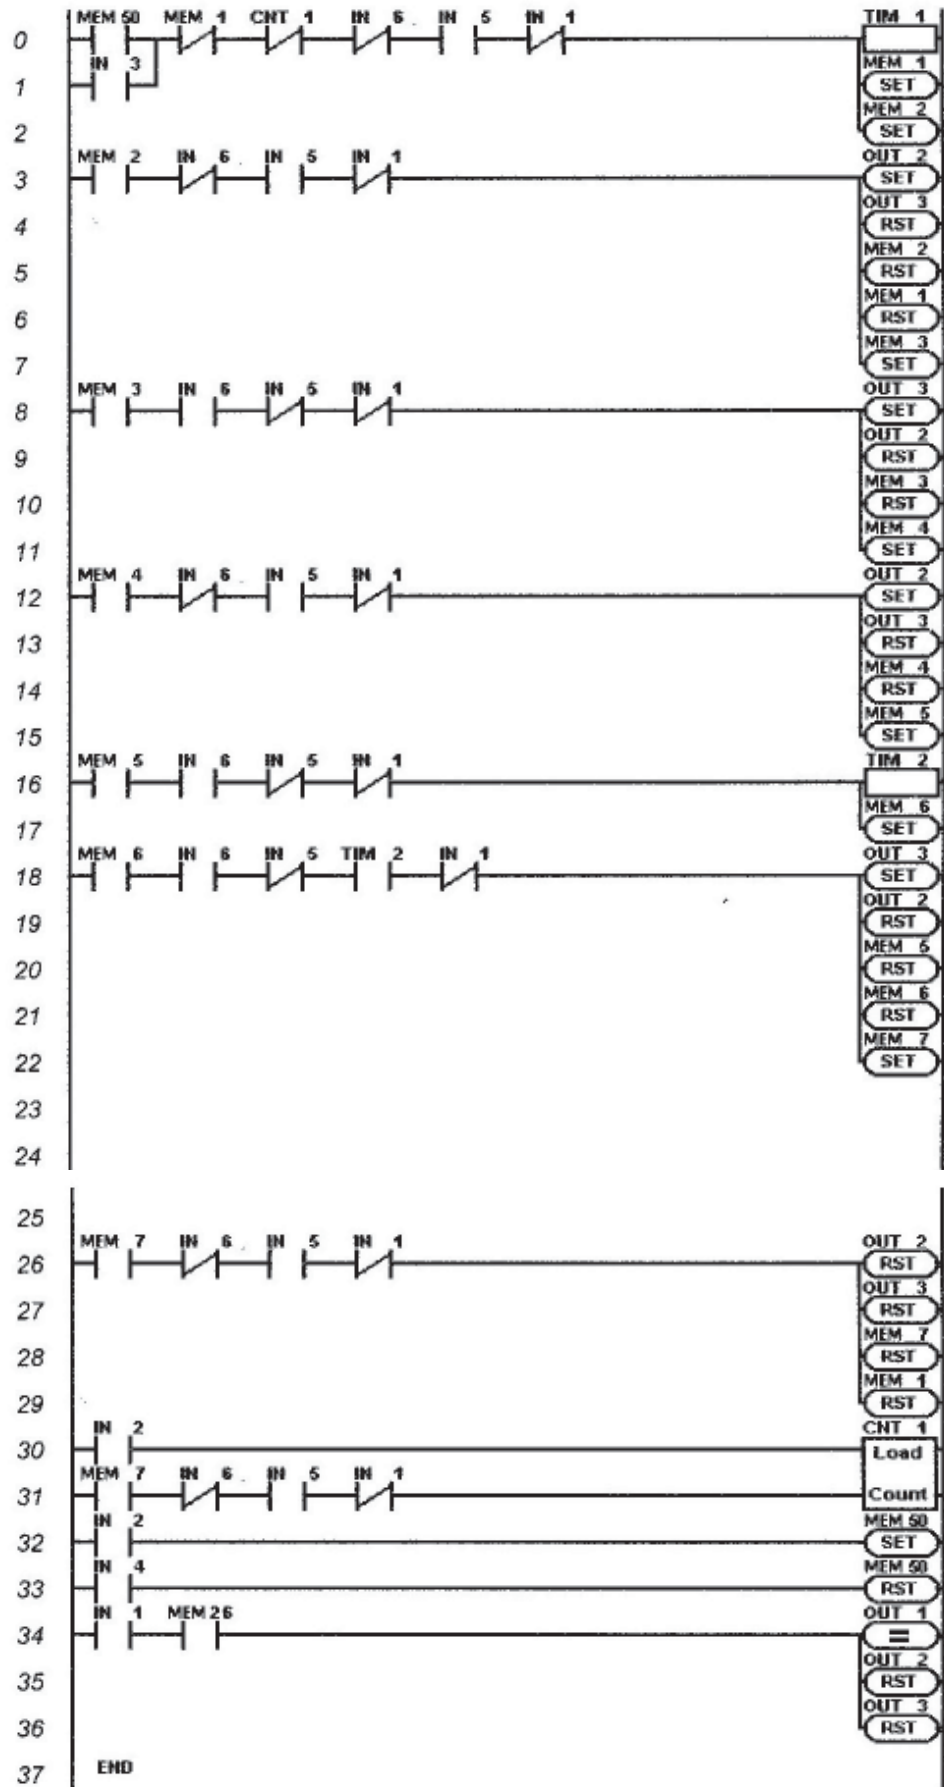 MEM 50 MEM 1 CNT 1 IN 6 IN 5 IN 1 TIM 1
0
IN 3 MEM 1
1 SET
MEM 2
2 SET
MEM 2 IN 6 IN 5 IN 1 OUT 2
3 SET
OUT 3
4 RST
MEM 2
5 RST
MEM 1
6 RST
MEM 3
7 SET
MEM 3 IN 6 IN 5 IN 1 OUT 3
8 SET
OUT 2
9 RST
MEM 3
10 RST
MEM 4
11 SET
MEM 4 IN 6 IN 5 IN 1 OUT 2
12 SET
OUT 3
13 RST
MEM 4
14 RST
MEM 5
15 SET
MEM 5 IN 6 IN 5 IN 1 TIM 2
16
MEM 6
17 SET
MEM 6 IN 6 IN 5 TIM 2 IN 1 OUT 3
18 SET
OUT 2
19 RST
MEM 5
20 RST
MEM 6
21 RST
MEM 7
22 SET
23
24
25
MEM 7 IN 6 IN 5 IN 1 OUT 2
26 RST
OUT 3
27 RST
MEM 7
28 RST
MEM 1
29 RST
IN 2 CNT 1
30 Load
MEM 7 IN 6 IN 5 IN 1
31 Count
IN 2 MEM 50
32 SET
IN 4 MEM 50
33 RST
IN 1 MEM 26 OUT 1
34 =
OUT 2
35 RST
OUT 3
36 RST
37 END